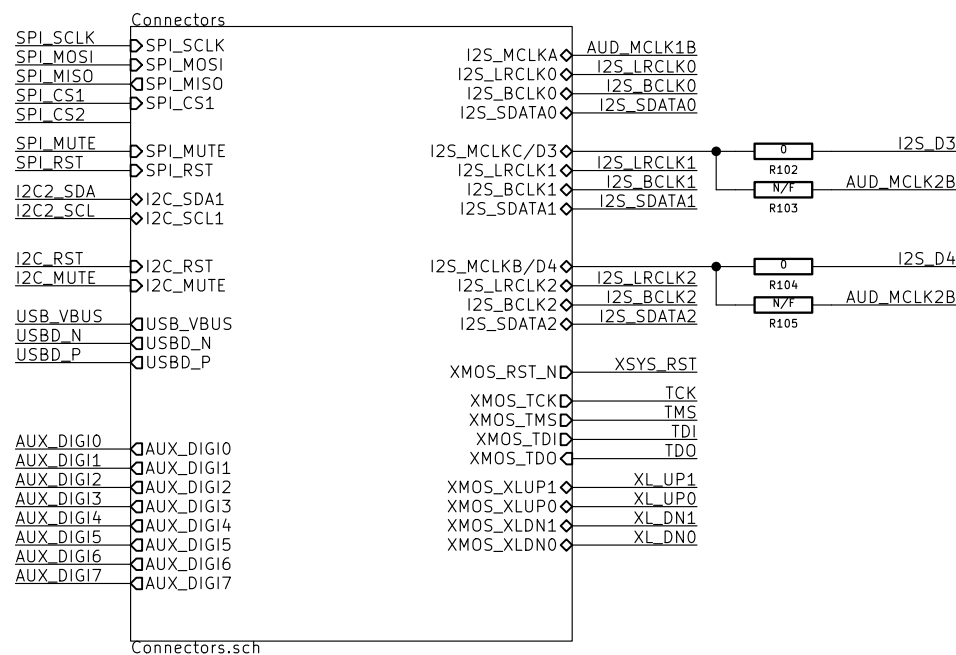 Connectors
SPI_SCLK SPI_SCLK
SPI_MOSI SPI_MOSI
SPI_MISO SPI_MISO
SPI_CS1 SPI_CS1
SPI_CS2
SPI_MUTE SPI_MUTE
SPI_RST SPI_RST
I2C2_SDA I2C_SDA1
I2C2_SCL I2C_SCL1
I2C_RST I2C_RST
I2C_MUTE I2C_MUTE
USB_VBUS USB_VBUS
USBD_N USBD_N
USBD_P USBD_P
AUX_DIGI0 AUX_DIGI0
AUX_DIGI1 AUX_DIGI1
AUX_DIGI2 AUX_DIGI2
AUX_DIGI3 AUX_DIGI3
AUX_DIGI4 AUX_DIGI4
AUX_DIGI5 AUX_DIGI5
AUX_DIGI6 AUX_DIGI6
AUX_DIGI7 AUX_DIGI7
I2S_MCLKA AUD_MCLK1B
I2S_LRCLK0 I2S_LRCLK0
I2S_BCLK0 I2S_BCLK0
I2S_SDATA0 I2S_SDATA0
I2S_MCLKC/D3 0 I2S_D3
R102
I2S_LRCLK1 I2S_LRCLK1
I2S_BCLK1 I2S_BCLK1 N/F AUD_MCLK2B
R103
I2S_SDATA1 I2S_SDATA1
I2S_MCLKB/D4 0 I2S_D4
R104
I2S_LRCLK2 I2S_LRCLK2
I2S_BCLK2 I2S_BCLK2 N/F AUD_MCLK2B
R105
I2S_SDATA2 I2S_SDATA2
XMOS_RST_N XSYS_RST
XMOS_TCK TCK
XMOS_TMS TMS
XMOS_TDI TDI
XMOS_TDO TDO
XMOS_XLUP1 XL_UP1
XMOS_XLUP0 XL_UP0
XMOS_XLDN1 XL_DN1
XMOS_XLDN0 XL_DN0
Connectors.sch